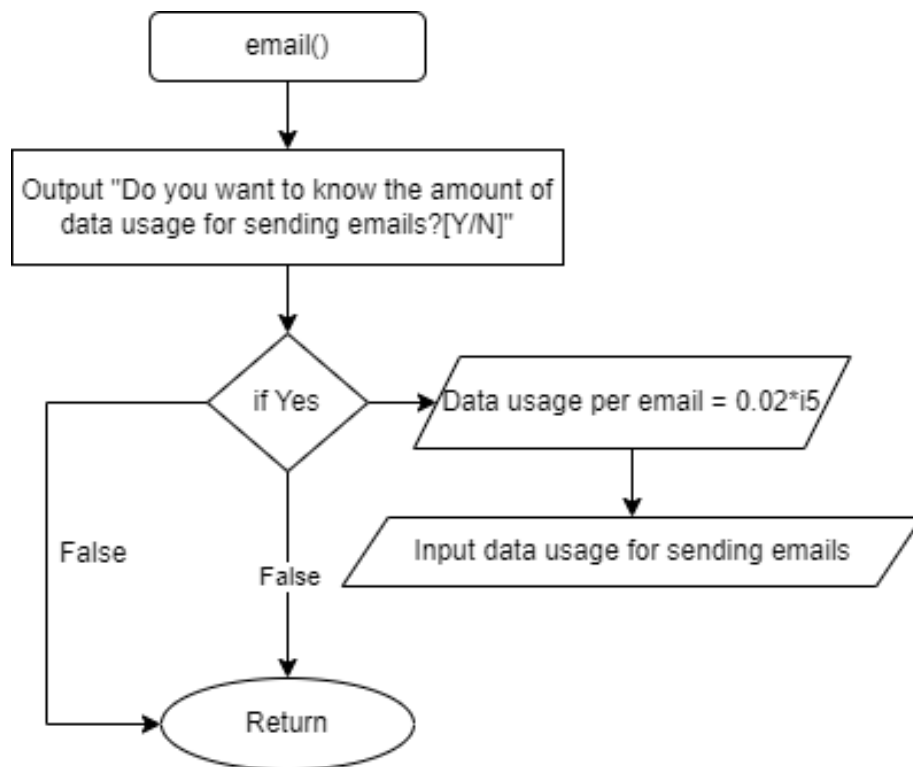 email()
Output "Do you want to know the amount of
data usage for sending emails?[Y/N]"
if Yes
Data usage per email = 0.02*i5
Input data usage for sending emails
False
False
Return